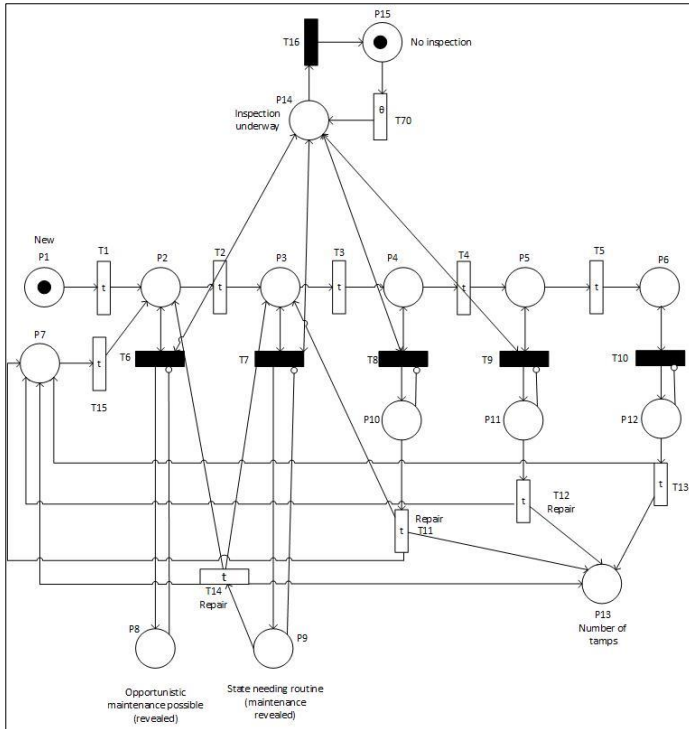 P15
T16
No inspection
P14
θ
Inspection
underway
T70
New
P1
T1
P2
T2
P3
T3
P4
T4
P5
T5
P6
t
t
t
t
t
P7
t
T6
T7
T8
T9
T10
T15
P10
P11
P12
t
T13
t
T12
Repair
Repair
T11
t
t
T14
Repair
P13
Number of
tamps
P8
P9
Opportunistic
maintenance possible
(revealed)
State needing routine
(maintenance
revealed)